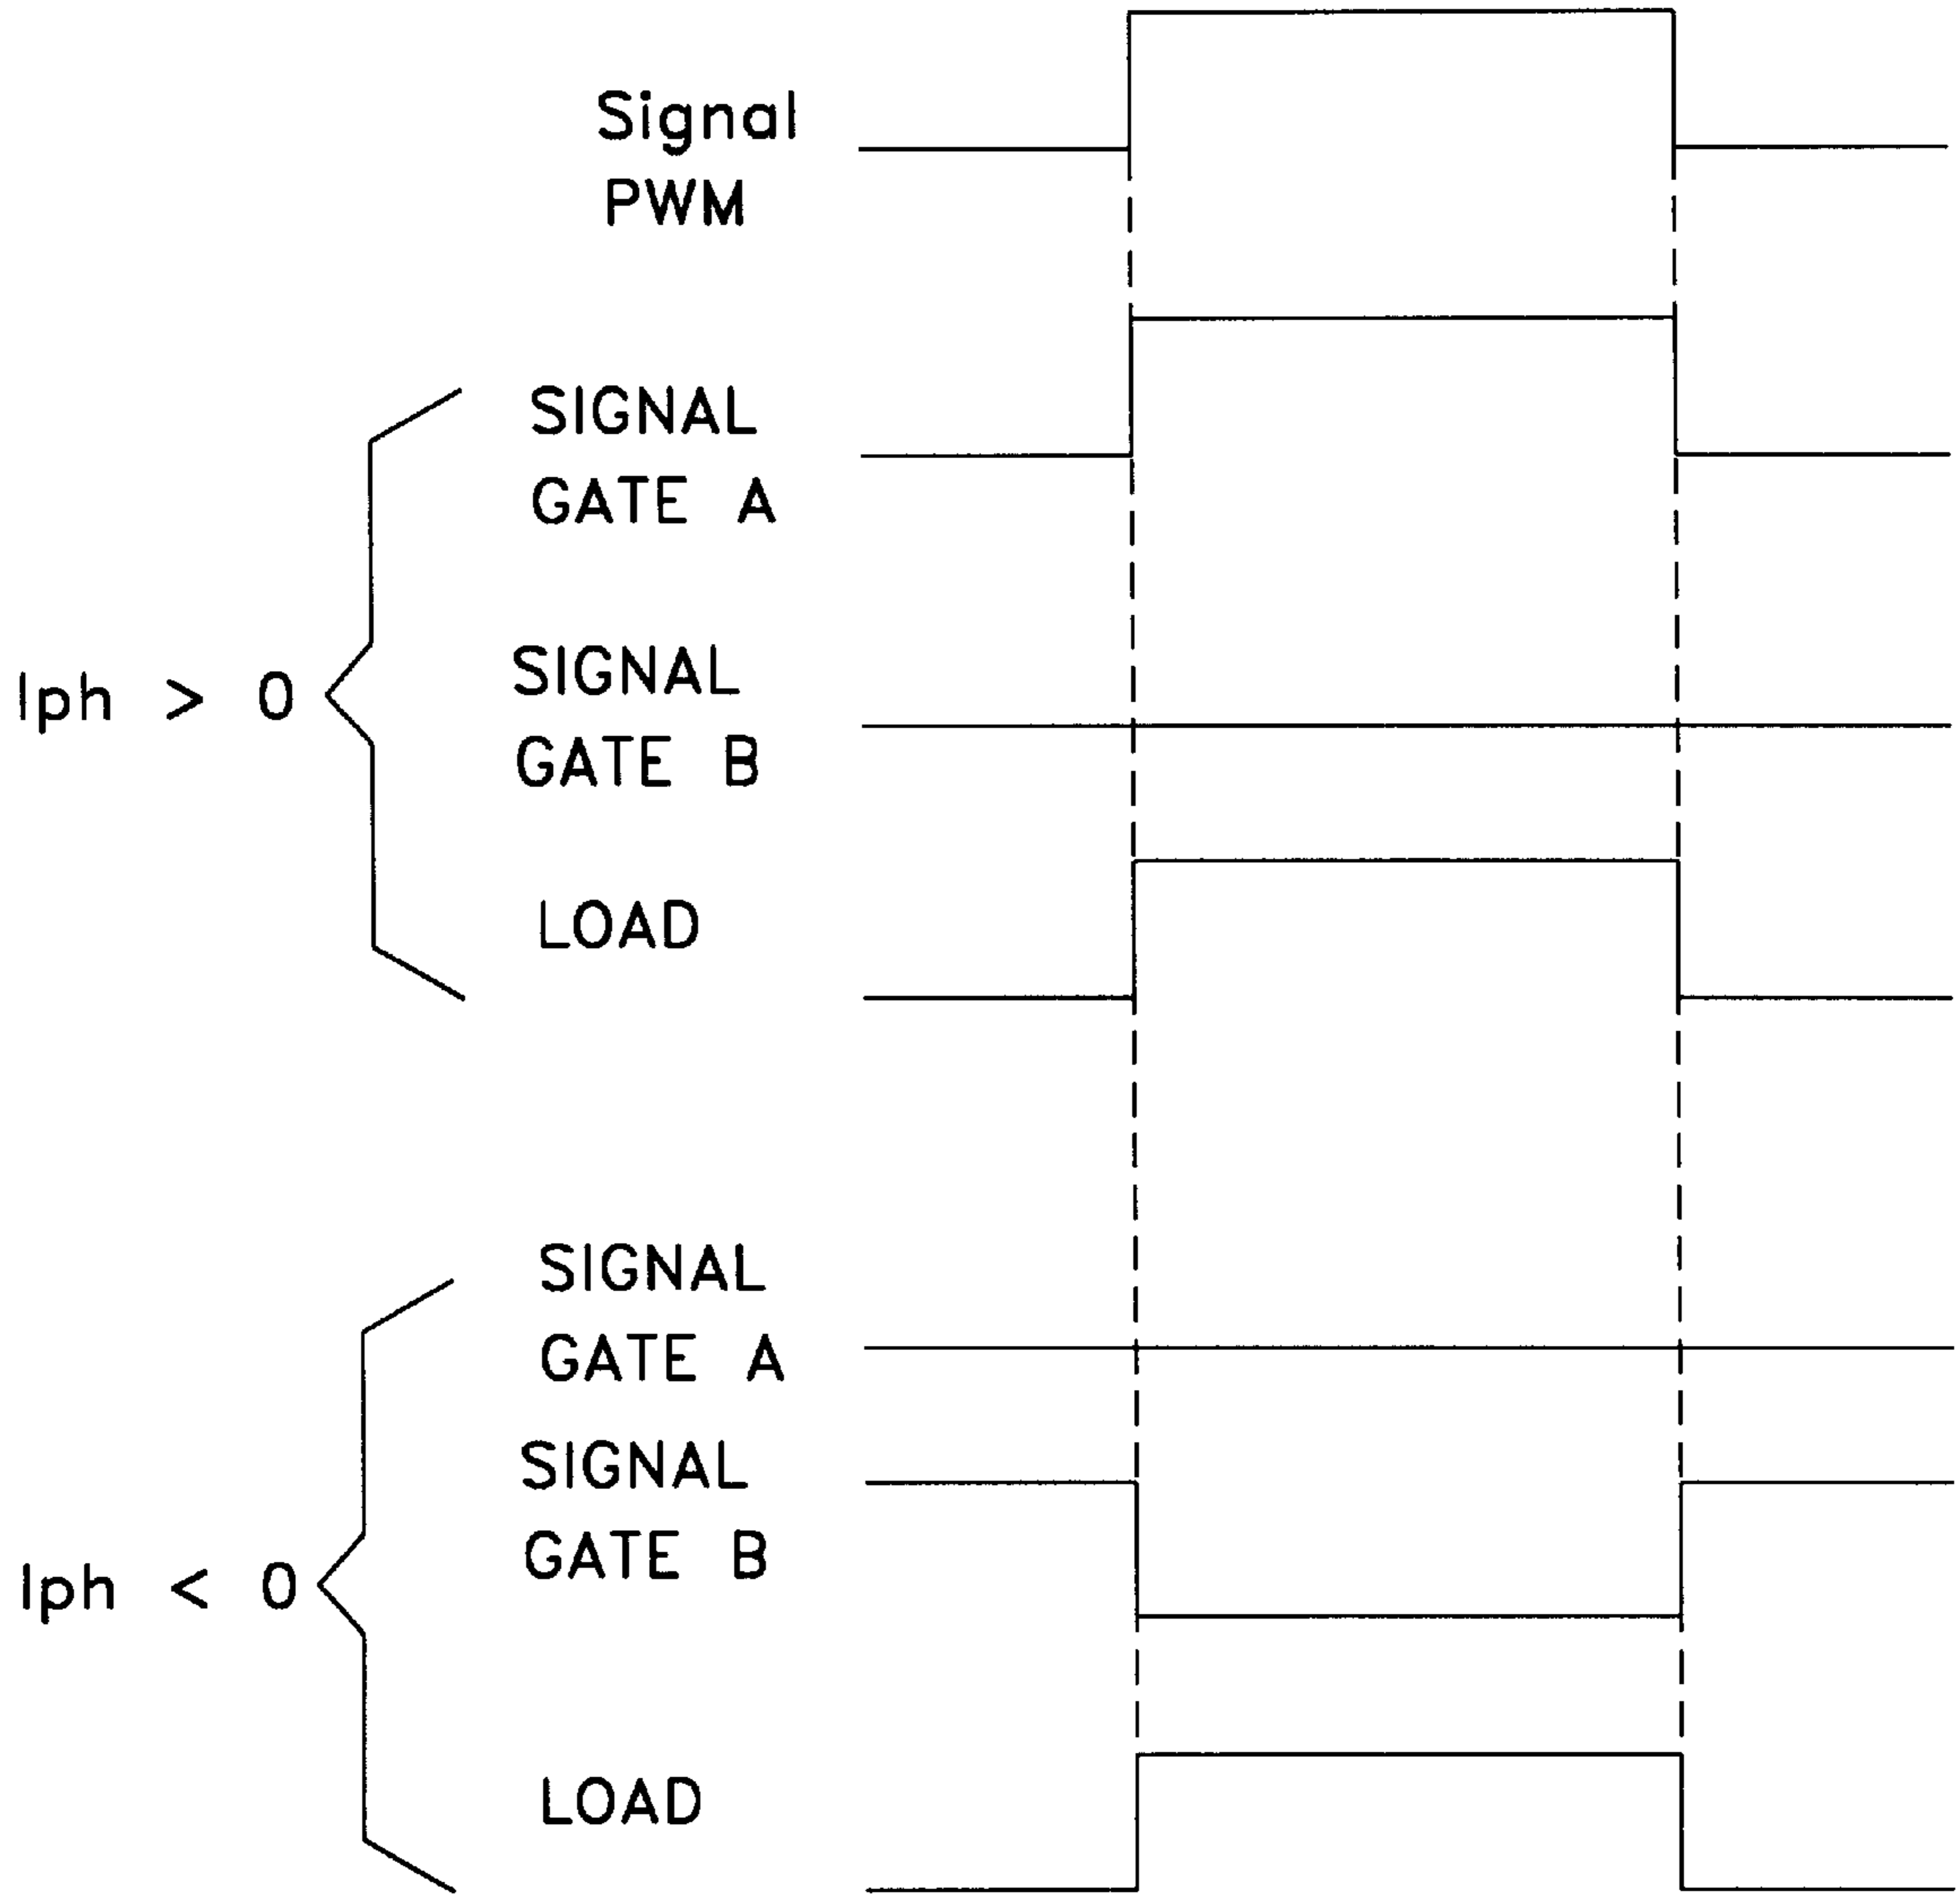 Signal
PWM
SIGNAL
GATE A
Iph > 0
SIGNAL
GATE B
LOAD
SIGNAL
GATE A
Iph < 0
SIGNAL
GATE B
LOAD